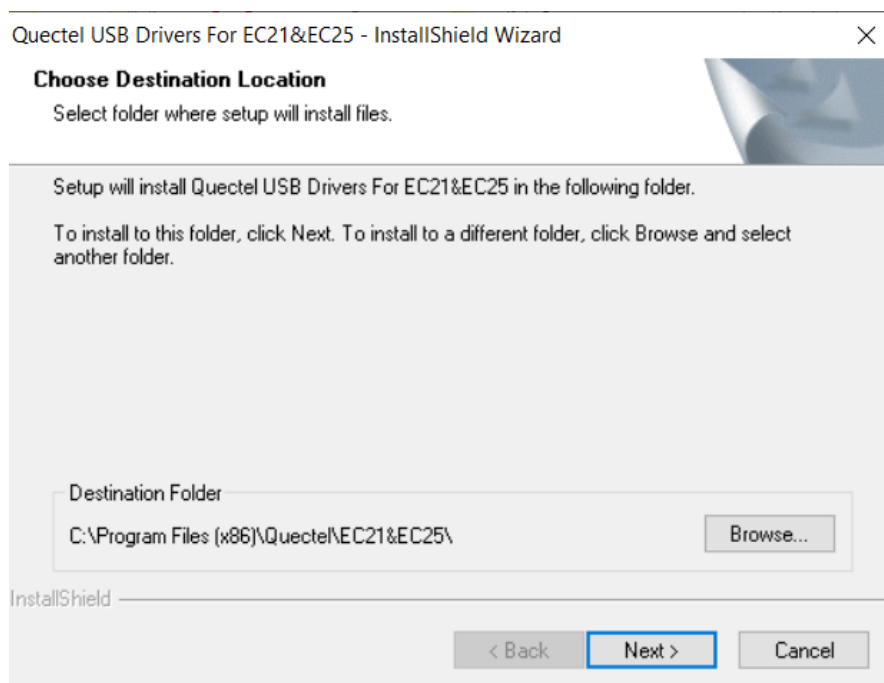 Quectel USB Drivers For EC21&EC25 - InstallShield Wizard
Choose Destination Location
Select folder where setup will install files.
Setup will install Quectel USB Drivers For EC21&EC25 in the following folder.
To install to this folder, click Next. To install to a different folder, click Browse and select
another folder.
Destination Folder
C:\Program Files (x86)\Quectel\EC21&EC25\
Browse...
InstallShield
< Back
Next >
Cancel